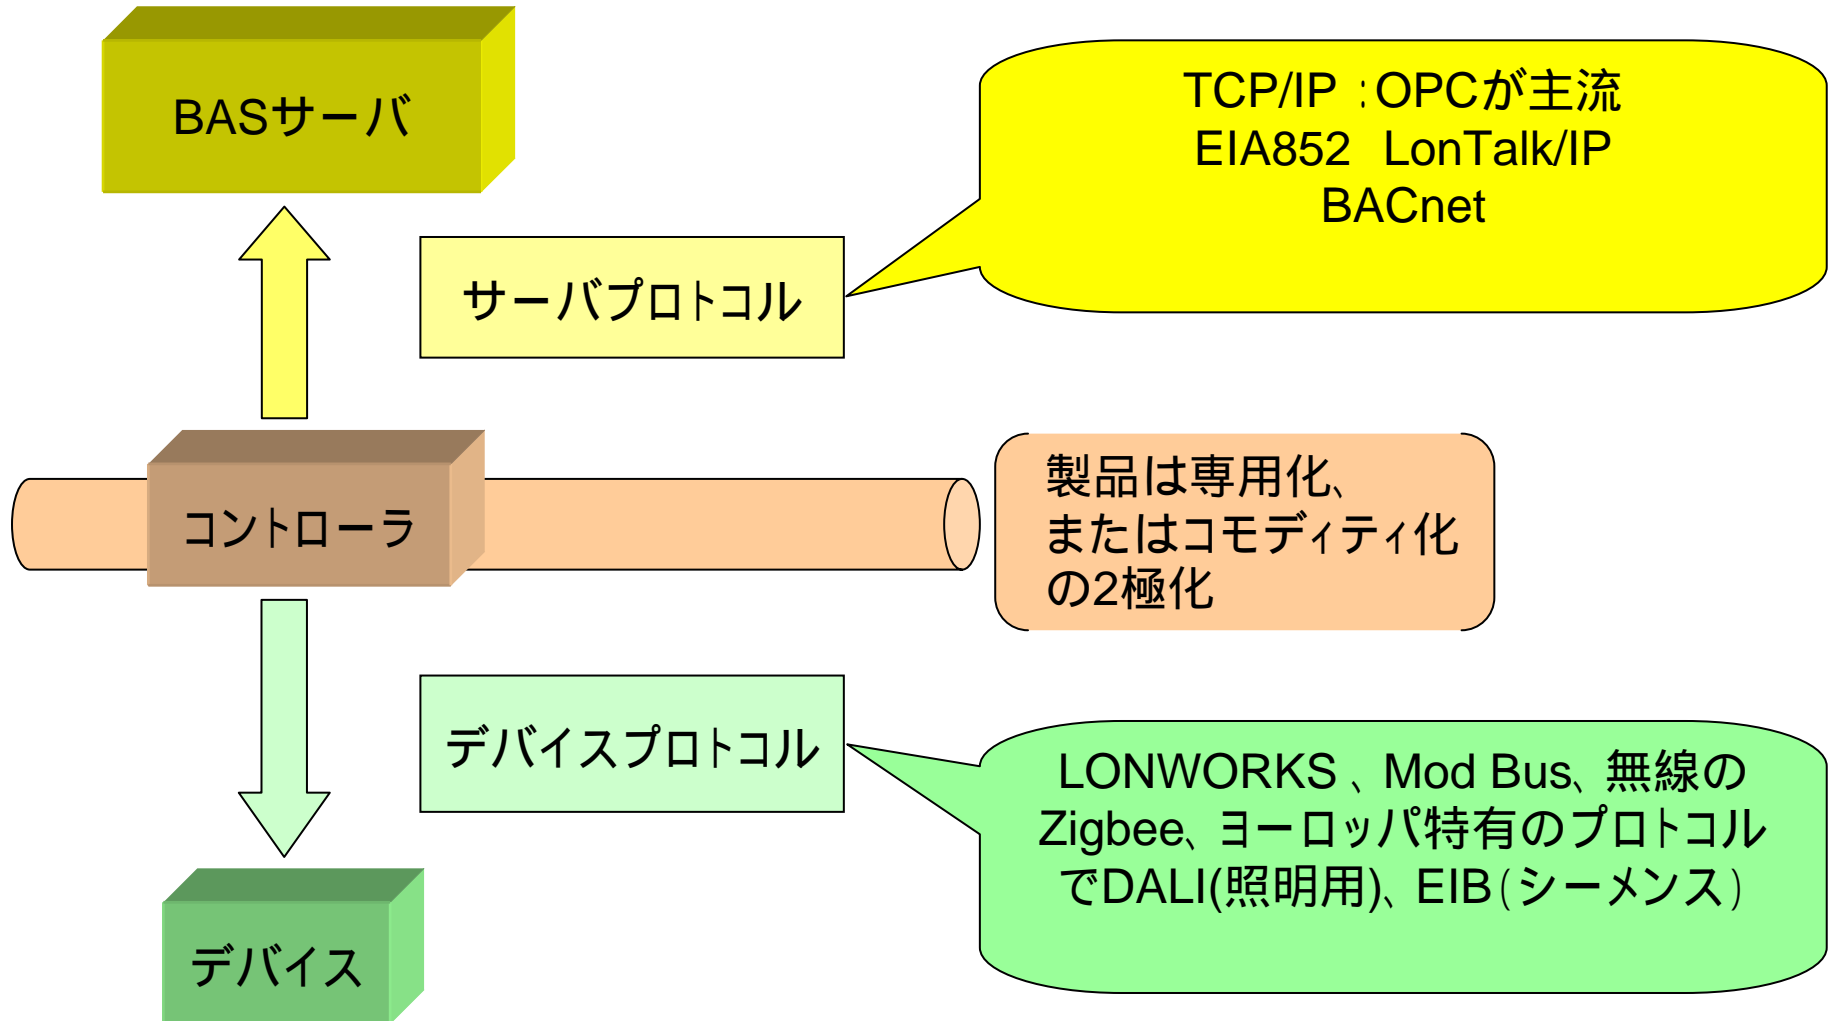 BASサーバ
TCP/IP :OPCが主流
EIA852 LonTalk/IP
BACnet
サーバプロトコル
コントローラ
製品は専用化、
またはコモディティ化
の2極化
デバイスプロトコル
LONWORKS 、Mod Bus、無線の
Zigbee、ヨーロッパ特有のプロトコル
でDALI(照明用)、EIB(シーメンス)
デバイス